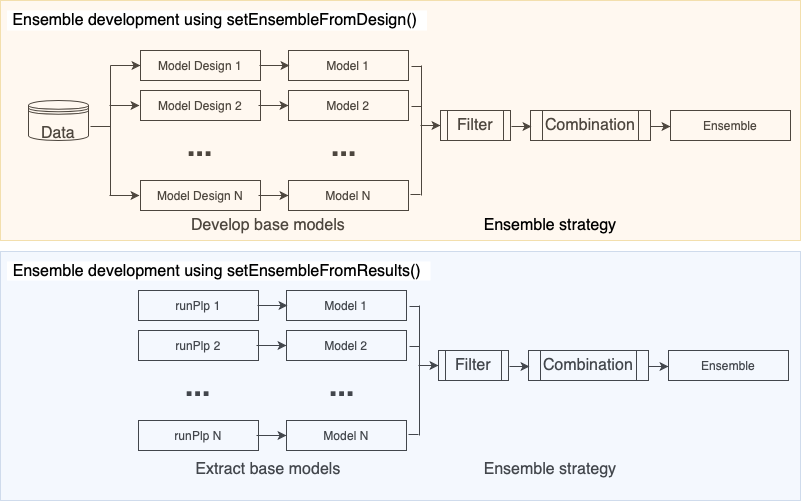 Ensemble development using setEnsembleFromDesign()
Model Design 1
Model 1
Model Design 2
Model 2
Data
Filter
Combination
Ensemble
...
...
Model Design N
Model N
Develop base models
Ensemble strategy
Ensemble development using setEnsembleFromResults()
runPlp 1
Model 1
runPlp 2
Model 2
Filter
Combination
Ensemble
...
...
runPlp N
Model N
Extract base models
Ensemble strategy